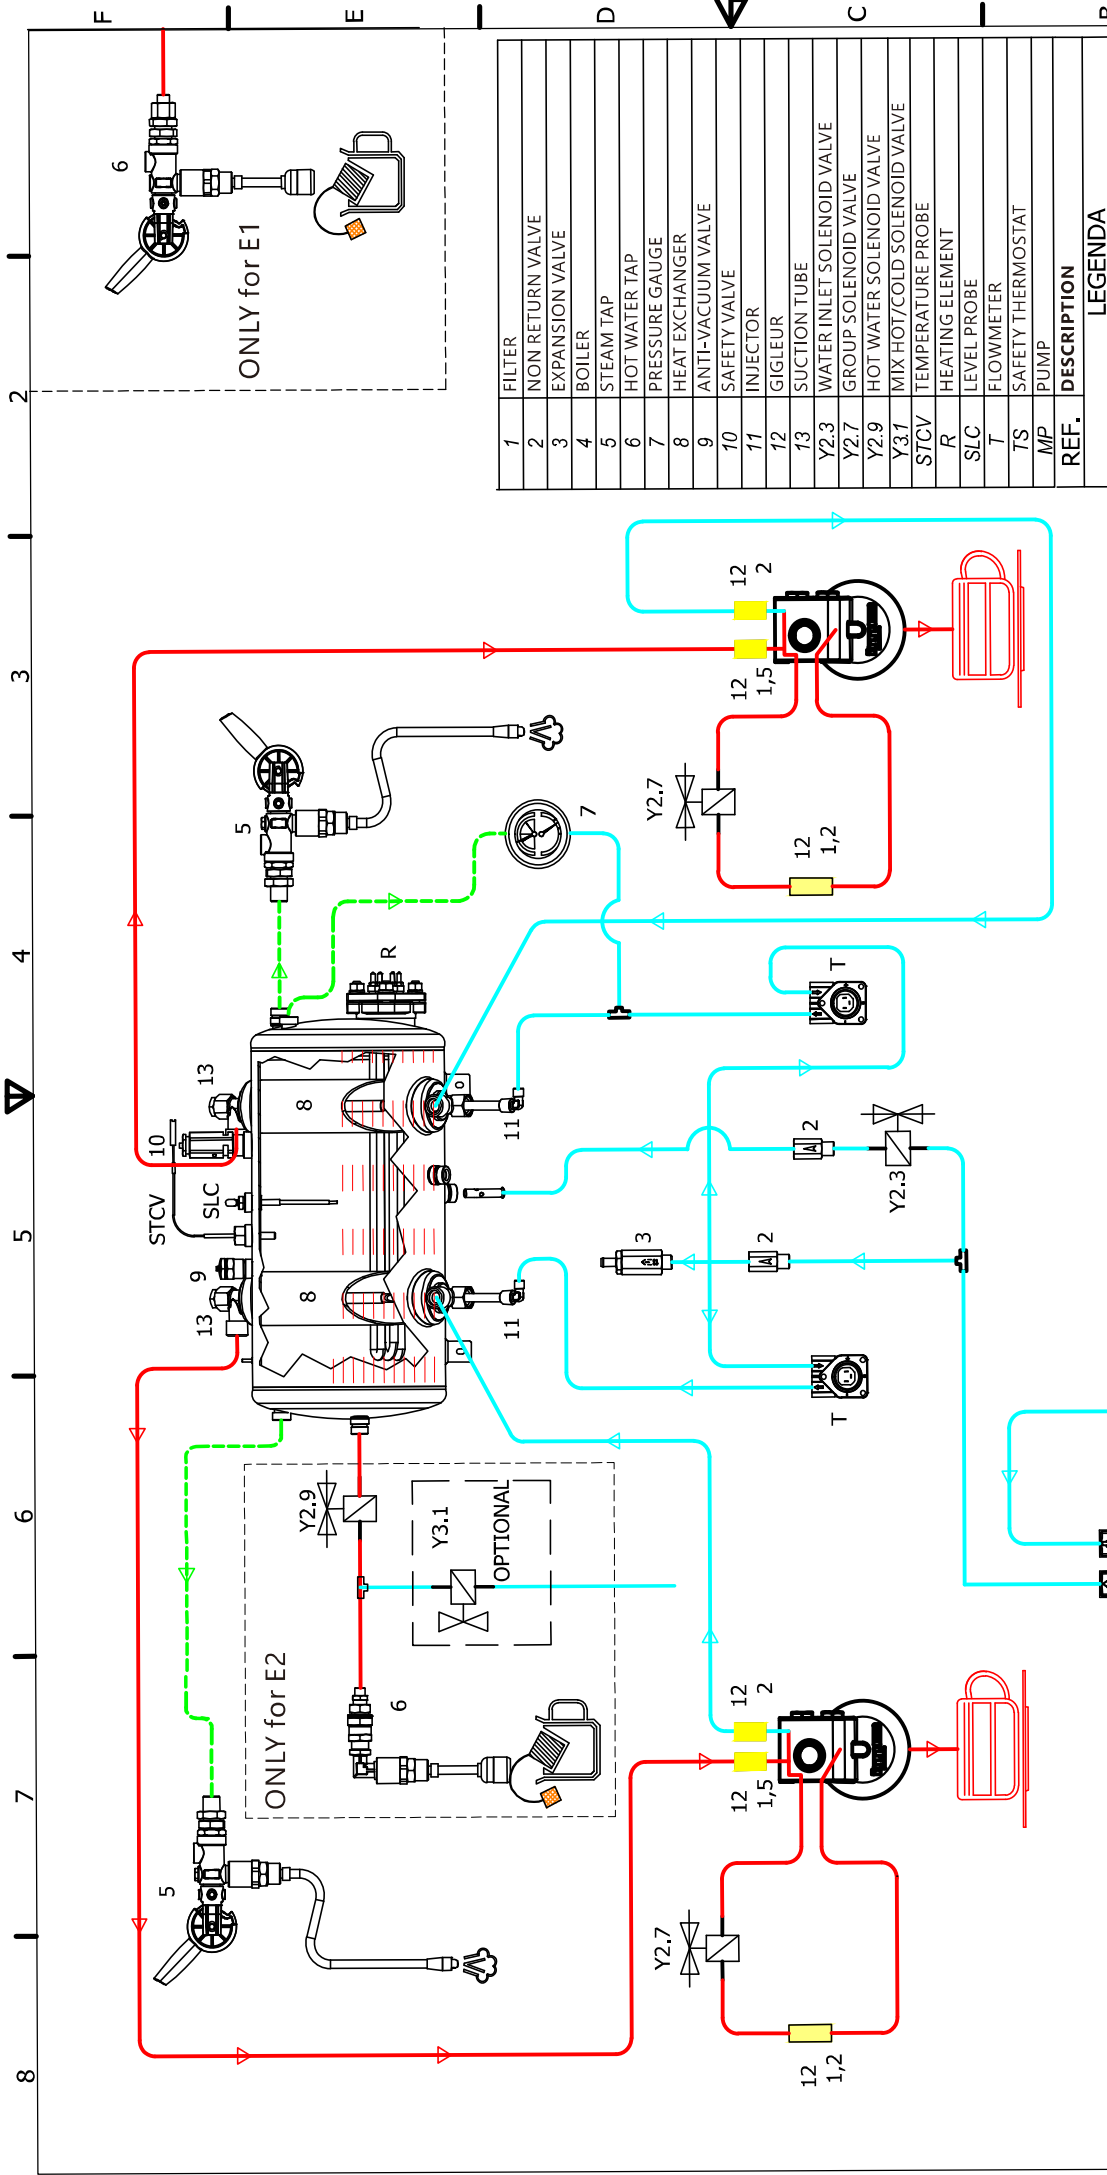 8
7
6
5
4
3
2
F
E
D
C
5
12
1,2
Y2.7
12
1,5
12
2
ONLY for E2
6
Y2.9
Y3.1
OPTIONAL
13
9
STCV
SLC
10
13
8
8
R
11
11
T
3
2
2
Y2.3
T
5
7
Y2.7
12
1,2
12
1,5
12
2
6
ONLY for E1
1 FILTER
2 NON RETURN VALVE
3 EXPANSION VALVE
4 BOILER
5 STEAM TAP
6 HOT WATER TAP
7 PRESSURE GAUGE
8 HEAT EXCHANGER
9 ANTI-VACUUM VALVE
10 SAFETY VALVE
11 INJECTOR
12 GIGLEUR
13 SUCTION TUBE
Y2.3 WATER INLET SOLENOID VALVE
Y2.7 GROUP SOLENOID VALVE
Y2.9 HOT WATER SOLENOID VALVE
Y3.1 MIX HOT/COLD SOLENOID VALVE
STCV TEMPERATURE PROBE
R HEATING ELEMENT
SLC LEVEL PROBE
T FLOWMETER
TS SAFETY THERMOSTAT
MP PUMP
REF. DESCRIPTION
LEGENDA